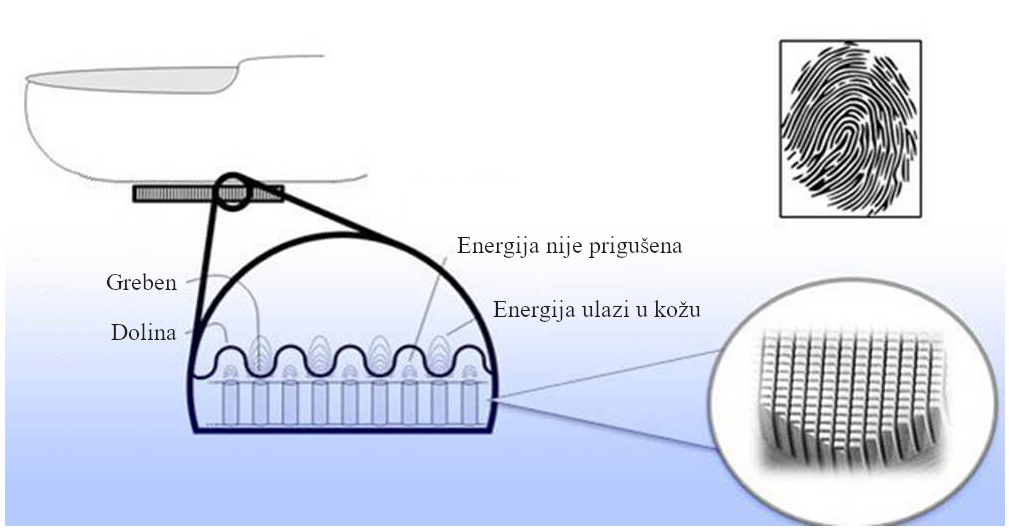 Energija nije prigušena
Greben
Energija ulazi u kožu
Dolina